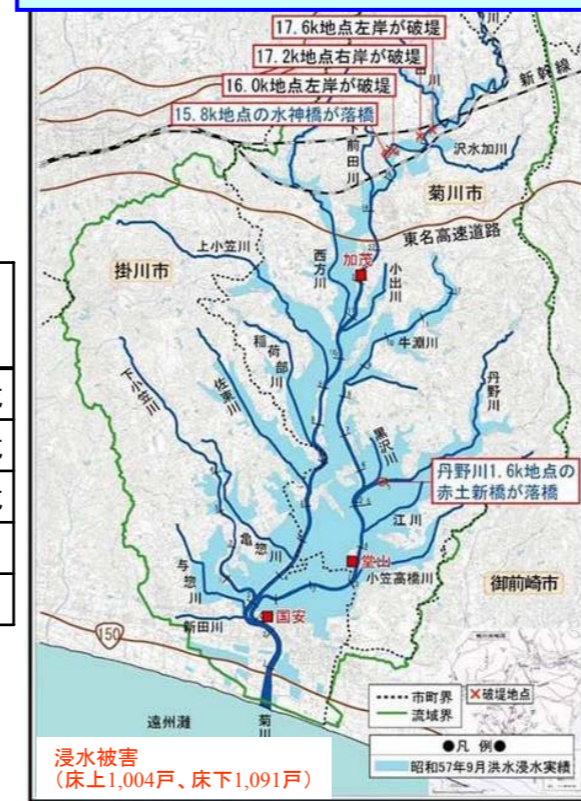 17.6k地点左岸が破堤
17.2k地点右岸が破堤
16.0k地点左岸が破堤
15.8k地点の水神橋が落橋
新幹線
下前田川
沢水加川
菊川市
東名高速道路
上小笠川
掛川市
西方川
加茂
小出川
稲荷部川
牛淵川
下小笠川
佐束川
丹野川
黒沢川
丹野川1.6k地点の
赤土新橋が落橋
江川
亀惣川
堂山
小笠高橋川
与惣川
御前崎市
国安
新田川
150
遠州灘
菊川
市町界
破堤地点
流域界
●凡 例●
昭和57年9月洪水浸水実績
浸水被害
(床上1,004戸、床下1,091戸)